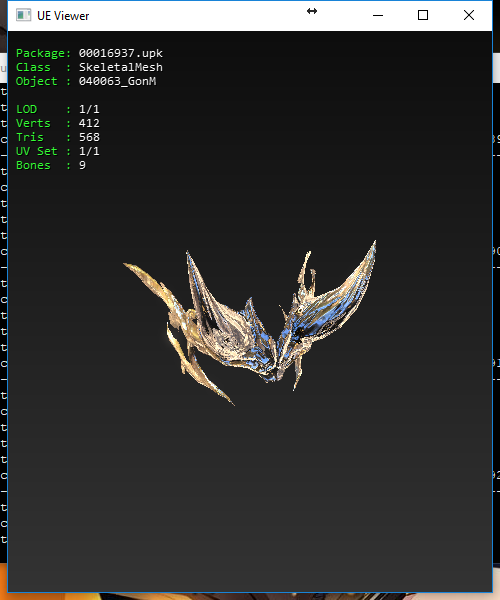 UE Viewer
Package: 00016937.upk
Class : SkeletalMesh
Object : 040063_GonM
LOD : 1/1
Verts : 412
Tris : 568
UV Set : 1/1
Bones : 9